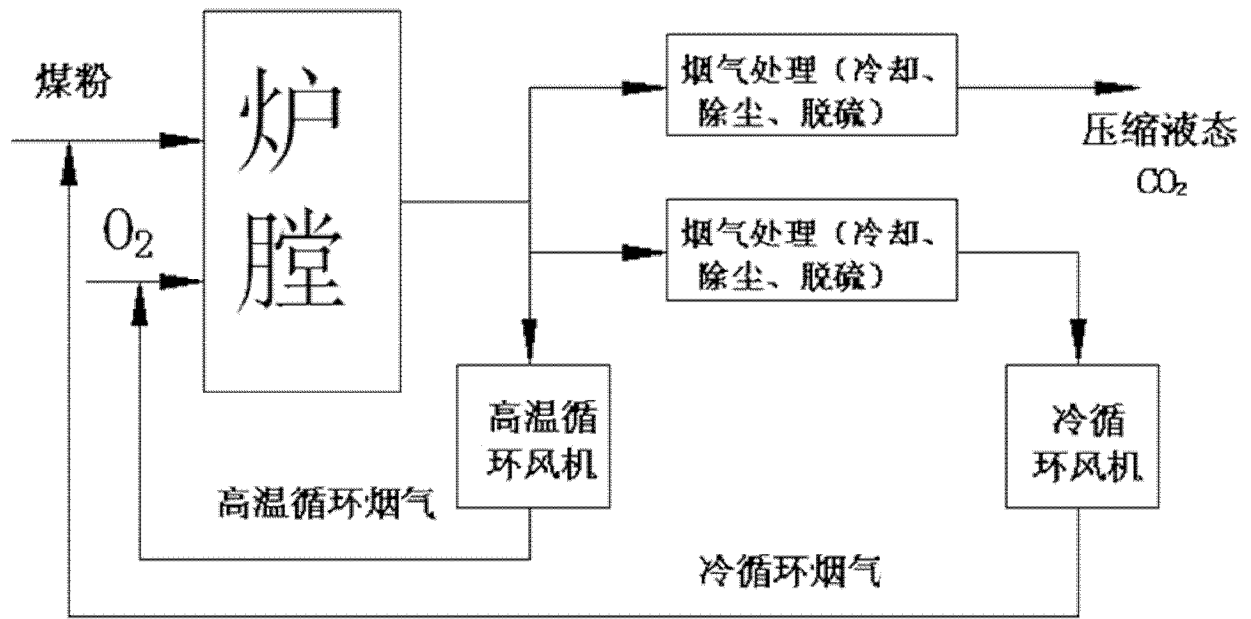 煤粉
O₂
炉
膛
烟气处理（冷却、
除尘、脱硫）
压缩液态
CO₂
烟气处理（冷却、
除尘、脱硫）
高温循
环风机
冷循
环风机
高温循环烟气
冷循环烟气